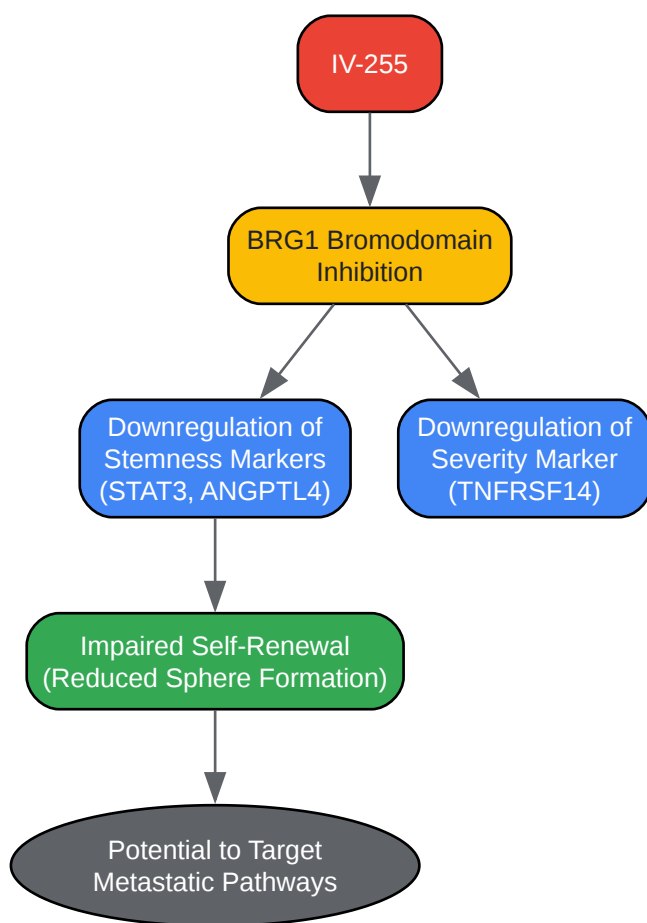 IV-255
BRG1 Bromodomain
Inhibition
Downregulation of
Stemness Markers
(STAT3, ANGPTL4)
Downregulation of
Severity Marker
(TNFRSF14)
Impaired Self-Renewal
(Reduced Sphere Formation)
Potential to Target
Metastatic Pathways